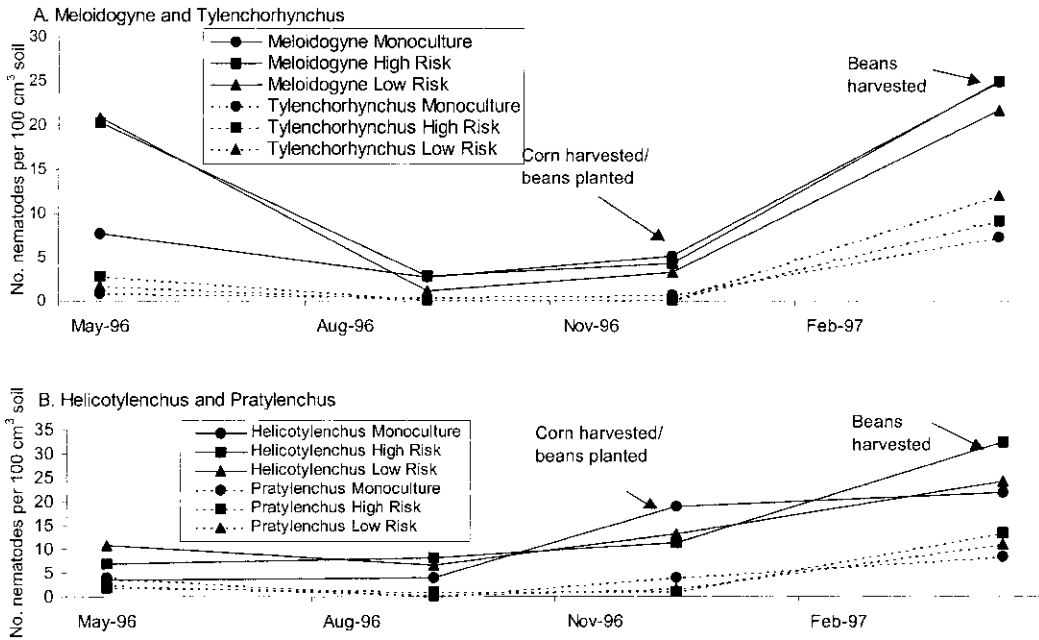 A. Meloidogyne and Tylenchorhynchus
No. nematodes per 100 cm³ soil
30
25
20
15
10
5
0
Meloidogyne Monoculture
Meloidogyne High Risk
Meloidogyne Low Risk
Tylenchorhynchus Monoculture
Tylenchorhynchus High Risk
Tylenchorhynchus Low Risk
Corn harvested/
beans planted
Beans
harvested
May-96 Aug-96 Nov-96 Feb-97
B. Helicotylenchus and Pratylenchus
No. nematodes per 100 cm³ soil
35
30
25
20
15
10
5
0
Helicotylenchus Monoculture
Helicotylenchus High Risk
Helicotylenchus Low Risk
Pratylenchus Monoculture
Pratylenchus High Risk
Pratylenchus Low Risk
Corn harvested/
beans planted
Beans
harvested
May-96 Aug-96 Nov-96 Feb-97